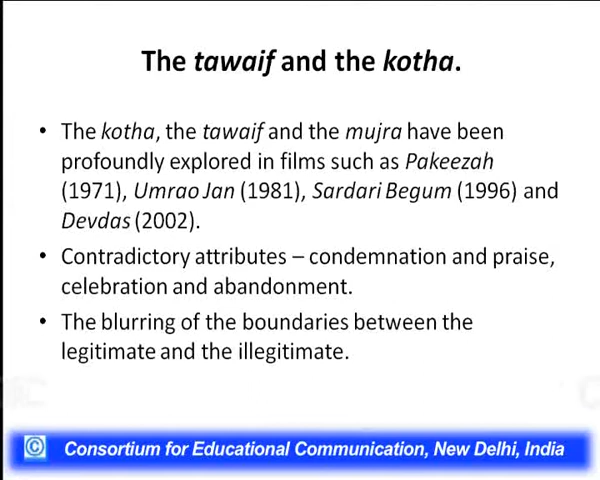 The tawaif and the kotha.
• The kotha, the tawaif and the mujra have been
profoundly explored in films such as Pakeezah
(1971), Umrao Jan (1981), Sardari Begum (1996) and
Devdas (2002).
• Contradictory attributes – condemnation and praise,
celebration and abandonment.
• The blurring of the boundaries between the
legitimate and the illegitimate.
© Consortium for Educational Communication, New Delhi, India